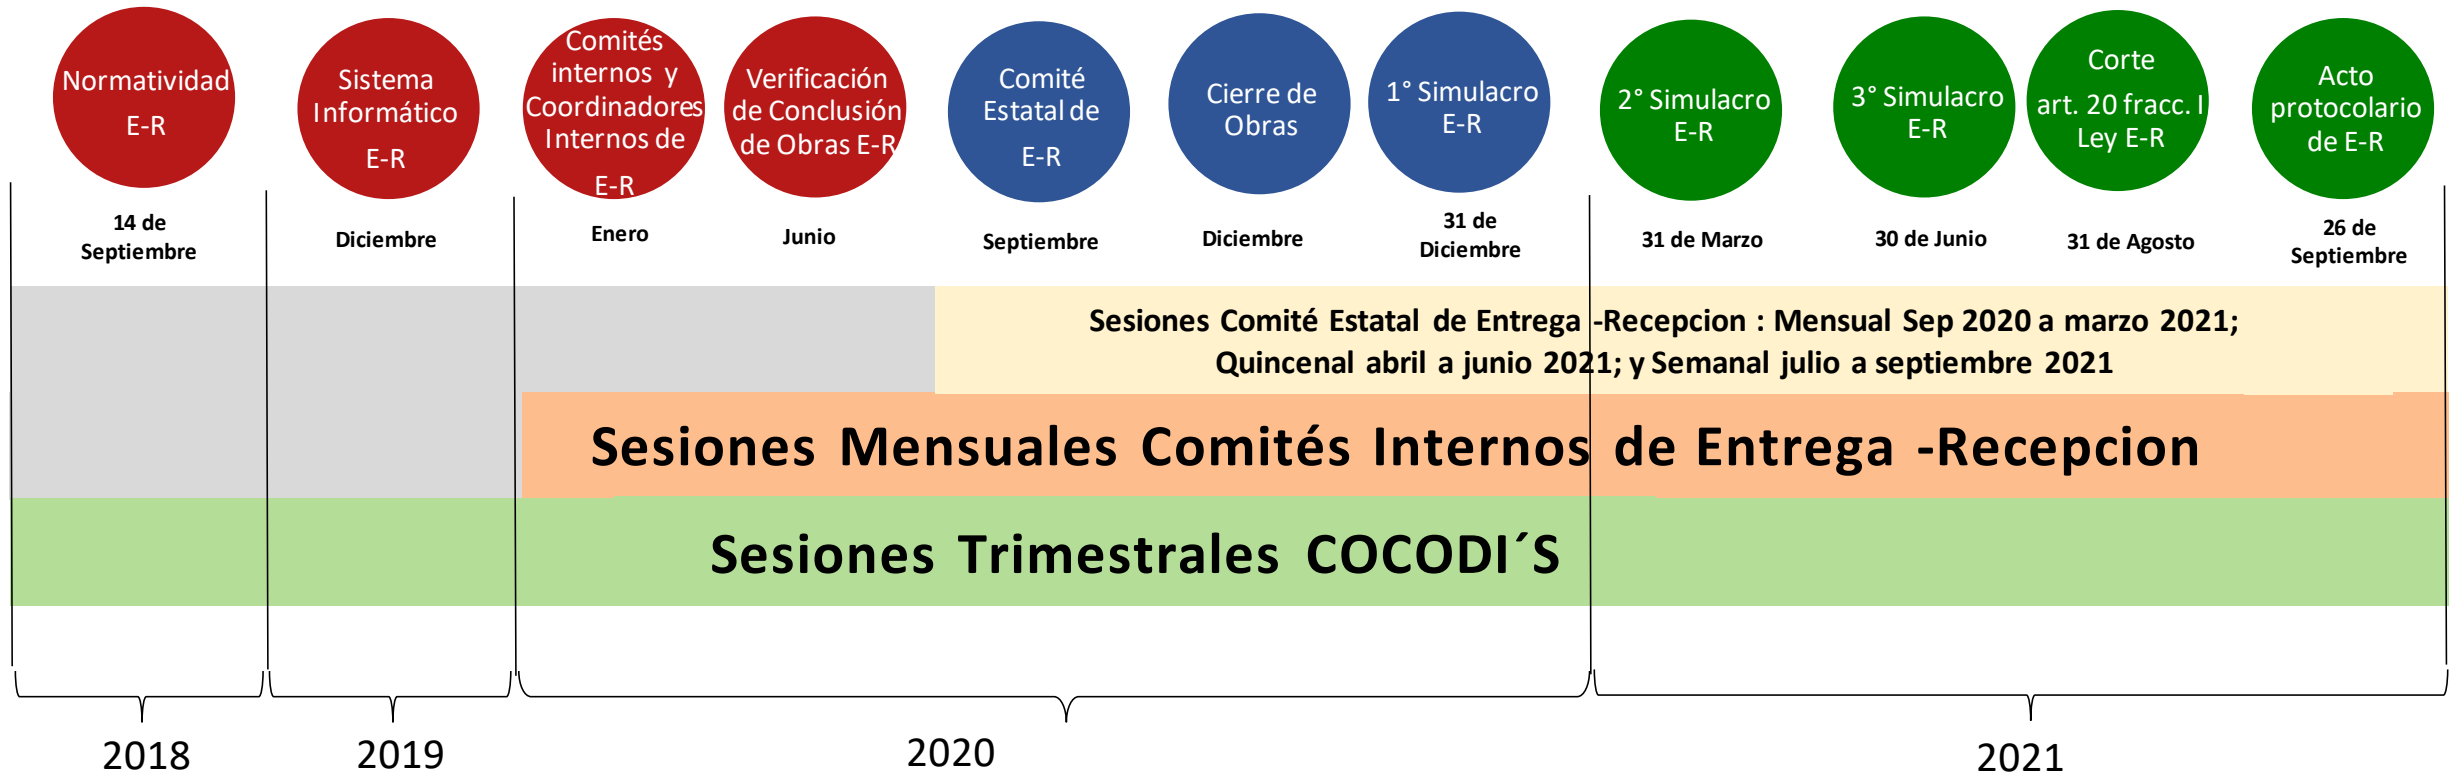 Normatividad
E-R
Sistema
Informático
E-R
Comités
internos y
Coordinadores
Internos de
E-R
Verificación
de Conclusión
de Obras E-R
Comité
Estatal de
E-R
Cierre de
Obras
1° Simulacro
E-R
2° Simulacro
E-R
3° Simulacro
E-R
Corte
art. 20 fracc. I
Ley E-R
Acto
protocolario
de E-R
14 de
Septiembre
Diciembre
Enero
Junio
Septiembre
Diciembre
31 de
Diciembre
31 de Marzo
30 de Junio
31 de Agosto
26 de
Septiembre
Sesiones Comité Estatal de Entrega -Recepcion : Mensual Sep 2020 a marzo 2021;
Quincenal abril a junio 2021; y Semanal julio a septiembre 2021
Sesiones Mensuales Comités Internos de Entrega -Recepcion
Sesiones Trimestrales COCODI´S
2018
2019
2020
2021